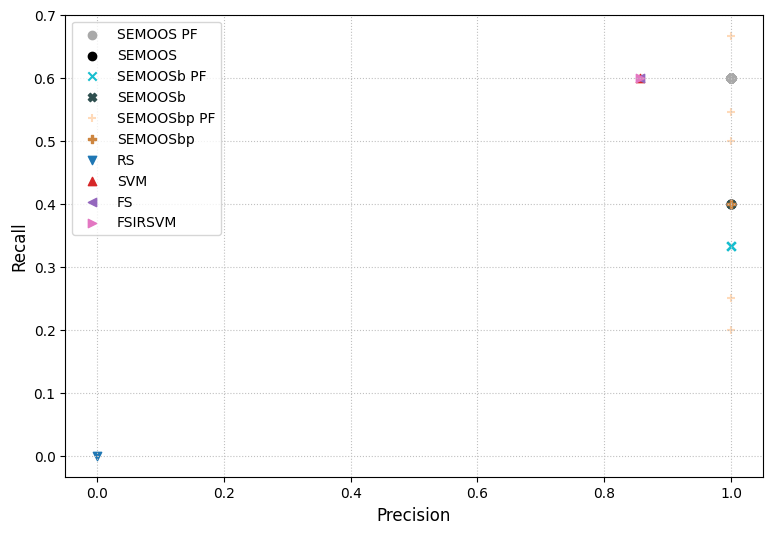 0.7
0.6
0.5
0.4
0.3
0.2
0.1
0.0
Recall
SEMOOS PF
SEMOOS
SEMOOSb PF
SEMOOSb
SEMOOSbp PF
SEMOOSbp
RS
SVM
FS
FSIRSVM
0.0 0.2 0.4 0.6 0.8 1.0
Precision